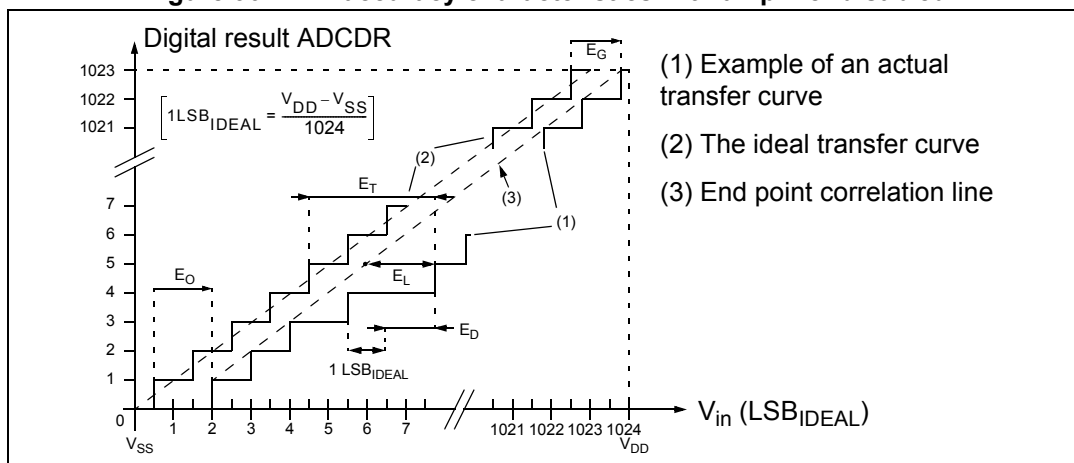 Digital result ADCDR
E_G
1023
1022
1021
[1LSB_IDEAL = (V_DD – V_SS) / 1024]
(2)
E_T
(3)
7
6
5
4
3
2
1
0
(1)
E_O
E_L
E_D
1 LSB_IDEAL
1 2 3 4 5 6 7 1021 1022 1023 1024
V_SS V_DD
V_in (LSB_IDEAL)
(1) Example of an actual
transfer curve
(2) The ideal transfer curve
(3) End point correlation line